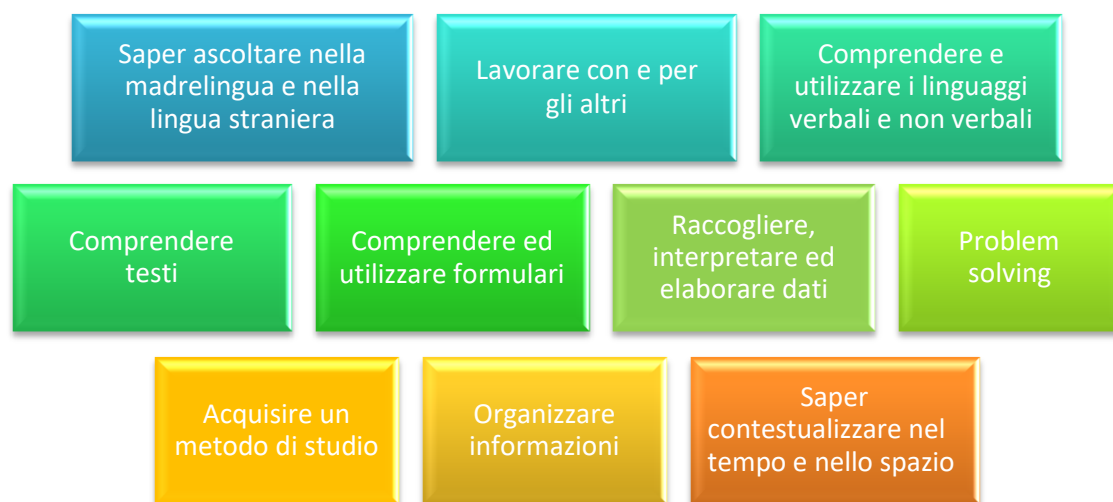 Saper ascoltare nella
madrelingua e nella
lingua straniera
Lavorare con e per
gli altri
Comprendere e
utilizzare i linguaggi
verbali e non verbali
Comprendere
testi
Comprendere ed
utilizzare formulari
Raccogliere,
interpretare ed
elaborare dati
Problem
solving
Acquisire un
metodo di studio
Organizzare
informazioni
Saper
contestualizzare nel
tempo e nello spazio